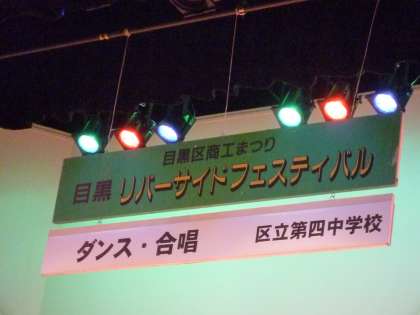 目黒区商工まつり
目黒 リバーサイドフェスティバル
ダンス・合唱 区立第四中学校